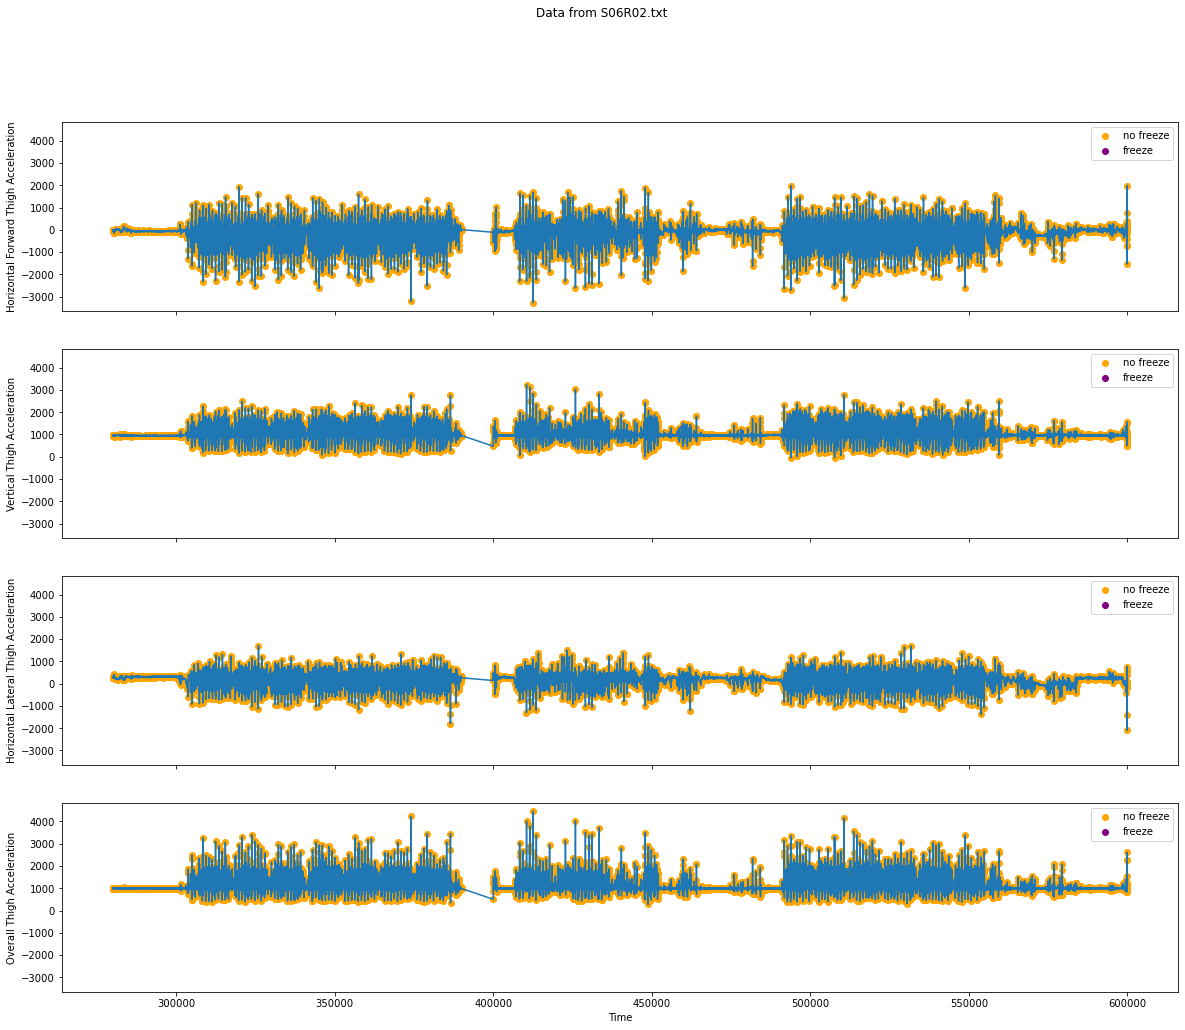 Data from S06R02.txt
Horizontal Forward Thigh Acceleration
4000
3000
2000
1000
0
−1000
−2000
−3000
no freeze
freeze
Vertical Thigh Acceleration
4000
3000
2000
1000
0
−1000
−2000
−3000
no freeze
freeze
Horizontal Lateral Thigh Acceleration
4000
3000
2000
1000
0
−1000
−2000
−3000
no freeze
freeze
Overall Thigh Acceleration
4000
3000
2000
1000
0
−1000
−2000
−3000
no freeze
freeze
300000 350000 400000 450000 500000 550000 600000
Time